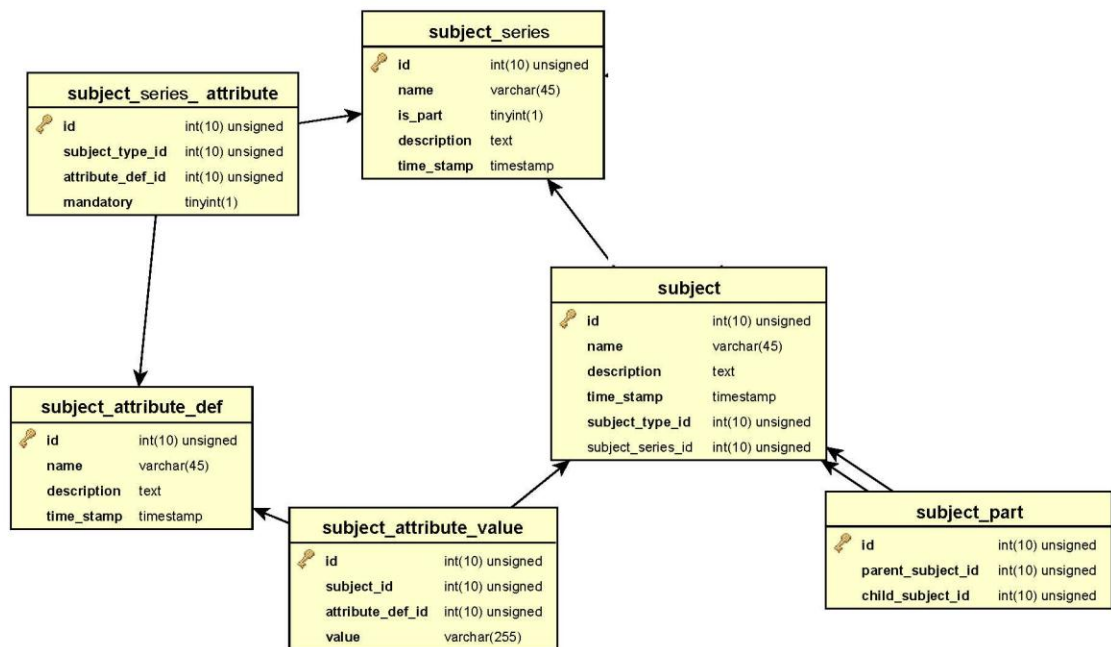 subject_series
id int(10) unsigned
name varchar(45)
is_part tinyint(1)
description text
time_stamp timestamp
subject_series_ attribute
id int(10) unsigned
subject_type_id int(10) unsigned
attribute_def_id int(10) unsigned
mandatory tinyint(1)
subject
id int(10) unsigned
name varchar(45)
description text
time_stamp timestamp
subject_type_id int(10) unsigned
subject_series_id int(10) unsigned
subject_attribute_def
id int(10) unsigned
name varchar(45)
description text
time_stamp timestamp
subject_attribute_value
id int(10) unsigned
subject_id int(10) unsigned
attribute_def_id int(10) unsigned
value varchar(255)
subject_part
id int(10) unsigned
parent_subject_id int(10) unsigned
child_subject_id int(10) unsigned